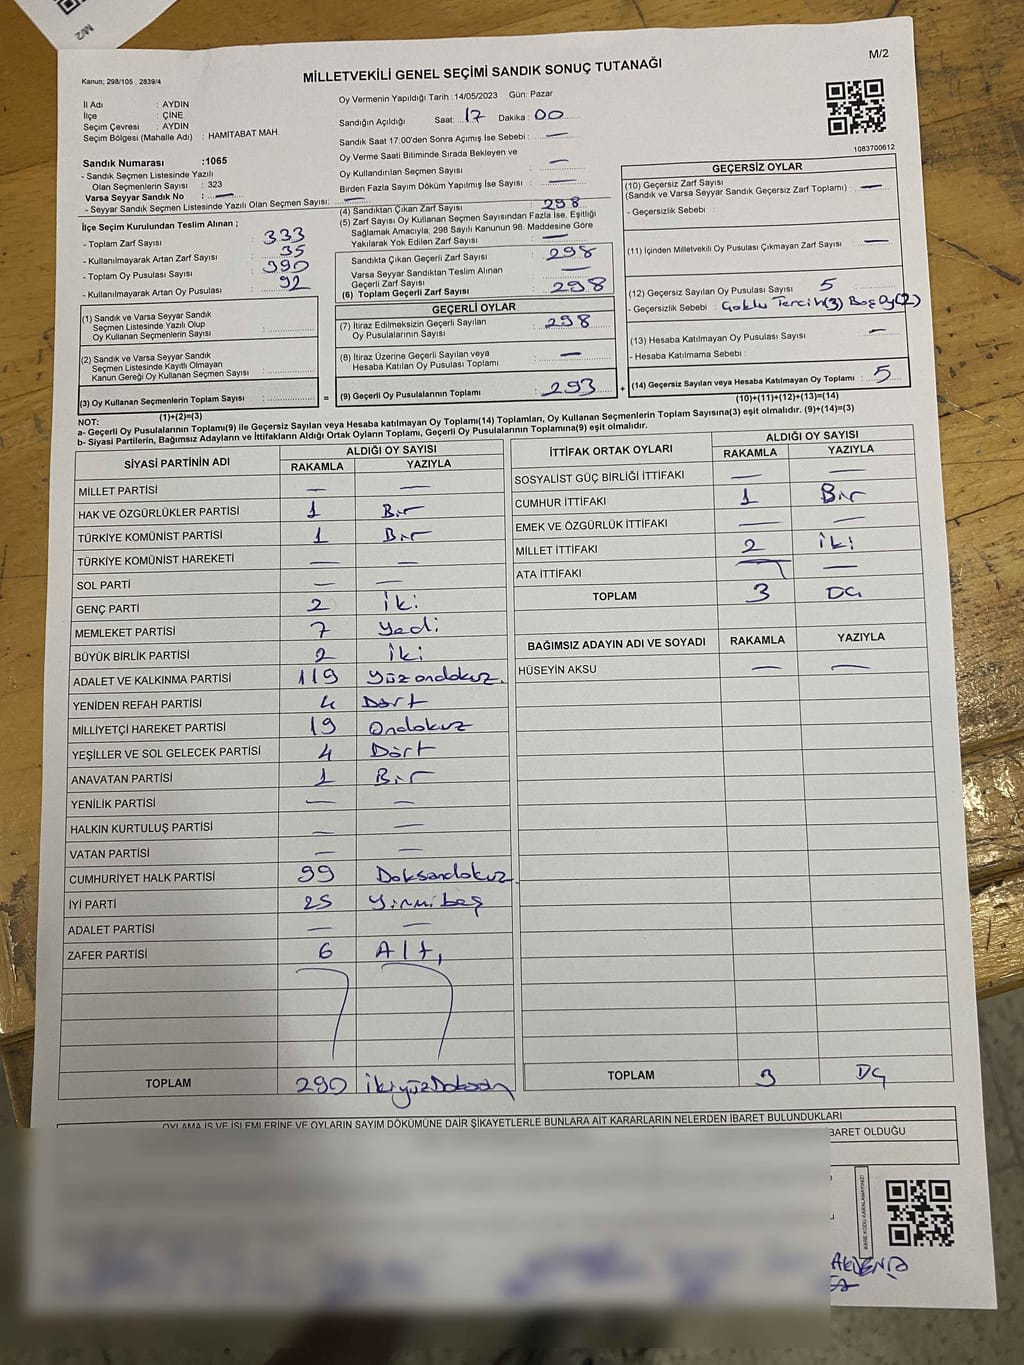 M/2
M/2
Kanun; 298/105 , 2839/4
MİLLETVEKİLİ GENEL SEÇİMİ SANDIK SONUÇ TUTANAĞI
İl Adı : AYDIN
İlçe : ÇİNE
Seçim Çevresi : AYDIN
Seçim Bölgesi (Mahalle Adı) : HAMITABAT MAH.
Sandık Numarası :1065
- Sandık Seçmen Listesinde Yazılı
Olan Seçmenlerin Sayısı : 323
Varsa Seyyar Sandık No : —
- Seyyar Sandık Seçmen Listesinde Yazılı Olan Seçmen Sayısı: —
İlçe Seçim Kurulundan Teslim Alınan ;
- Toplam Zarf Sayısı : 333
- Kullanılmayarak Artan Zarf Sayısı : 35
- Toplam Oy Pusulası Sayısı : 390
- Kullanılmayarak Artan Oy Pusulası : 92
(1) Sandık ve Varsa Seyyar Sandık
Seçmen Listesinde Yazılı Olup
Oy Kullanan Seçmenlerin Sayısı :
(2) Sandık ve Varsa Seyyar Sandık
Seçmen Listesinde Kayıtlı Olmayan
Kanun Gereği Oy Kullanan Seçmen Sayısı :
(3) Oy Kullanan Seçmenlerin Toplam Sayısı :
(1)+(2)=(3)
Oy Vermenin Yapıldığı Tarih :14/05/2023 Gün: Pazar
Sandığın Açıldığı Saat: 17 Dakika : 00
Sandık Saat 17:00'den Sonra Açımış İse Sebebi : —
Oy Verme Saati Bitiminde Sırada Bekleyen ve
Oy Kullandırılan Seçmen Sayısı : —
Birden Fazla Sayım Döküm Yapılmış İse Sayısı : —
(4) Sandıktan Çıkan Zarf Sayısı : 298
(5) Zarf Sayısı Oy Kullanan Seçmen Sayısından Fazla İse, Eşitliği
Sağlamak Amacıyla; 298 Sayılı Kanunun 98. Maddesine Göre
Yakılarak Yok Edilen Zarf Sayısı : —
Sandıkta Çıkan Geçerli Zarf Sayısı : 298
Varsa Seyyar Sandıktan Teslim Alınan
Geçerli Zarf Sayısı : —
(6) Toplam Geçerli Zarf Sayısı : 298
GEÇERLİ OYLAR
(7) İtiraz Edilmeksizin Geçerli Sayılan
Oy Pusulalarının Sayısı : 298
(8) İtiraz Üzerine Geçerli Sayılan veya
Hesaba Katılan Oy Pusulası Toplamı : —
= (9) Geçerli Oy Pusulalarının Toplamı : 293 +
1083700612
GEÇERSİZ OYLAR
(10) Geçersiz Zarf Sayısı
(Sandık ve Varsa Seyyar Sandık Geçersiz Zarf Toplamı) : —
- Geçersizlik Sebebi :
(11) İçinden Milletvekili Oy Pusulası Çıkmayan Zarf Sayısı : —
(12) Geçersiz Sayılan Oy Pusulası Sayısı : 5
- Geçersizlik Sebebi : Çoklu Tercih(3) Boş Oy(2)
(13) Hesaba Katılmayan Oy Pusulası Sayısı : —
- Hesaba Katılmama Sebebi :
(14) Geçersiz Sayılan veya Hesaba Katılmayan Oy Toplamı : 5
(10)+(11)+(12)+(13)=(14)
NOT:
a- Geçerli Oy Pusulalarının Toplamı(9) ile Geçersiz Sayılan veya Hesaba katılmayan Oy Toplamı(14) Toplamları, Oy Kullanan Seçmenlerin Toplam Sayısına(3) eşit olmalıdır. (9)+(14)=(3)
b- Siyasi Partilerin, Bağımsız Adayların ve İttifakların Aldığı Ortak Oyların Toplamı, Geçerli Oy Pusulalarının Toplamına(9) eşit olmalıdır.
SİYASİ PARTİNİN ADI ALDIĞI OY SAYISI
RAKAMLA YAZIYLA
MİLLET PARTİSİ — —
HAK VE ÖZGÜRLÜKLER PARTİSİ 1 Bir
TÜRKİYE KOMÜNİST PARTİSİ 1 Bir
TÜRKİYE KOMÜNİST HAREKETİ — —
SOL PARTİ — —
GENÇ PARTİ 2 İki
MEMLEKET PARTİSİ 7 Yedi
BÜYÜK BİRLİK PARTİSİ 2 İki
ADALET VE KALKINMA PARTİSİ 119 Yüzondokuz.
YENİDEN REFAH PARTİSİ 4 Dört
MİLLİYETÇİ HAREKET PARTİSİ 19 Ondokuz
YEŞİLLER VE SOL GELECEK PARTİSİ 4 Dört
ANAVATAN PARTİSİ 1 Bir
YENİLİK PARTİSİ — —
HALKIN KURTULUŞ PARTİSİ — —
VATAN PARTİSİ — —
CUMHURİYET HALK PARTİSİ 99 Doksandokuz
İYİ PARTİ 25 Yirmibeş
ADALET PARTİSİ — —
ZAFER PARTİSİ 6 Altı
TOPLAM 290 İkiyüzDoksan
İTTİFAK ORTAK OYLARI ALDIĞI OY SAYISI
RAKAMLA YAZIYLA
SOSYALİST GÜÇ BİRLİĞİ İTTİFAKI — —
CUMHUR İTTİFAKI 1 Bir
EMEK VE ÖZGÜRLÜK İTTİFAKI — —
MİLLET İTTİFAKI 2 İki
ATA İTTİFAKI — —
TOPLAM 3 Üç
BAĞIMSIZ ADAYIN ADI VE SOYADI RAKAMLA YAZIYLA
HÜSEYİN AKSU — —
TOPLAM 3 Üç
OYLAMA İŞ VE İŞLEMLERİNE VE OYLARIN SAYIM DÖKÜMÜNE DAİR ŞİKAYETLERLE BUNLARA AİT KARARLARIN NELERDEN İBARET BULUNDUKLARI
BARET OLDUĞU
KARE KODU KARALAMAYINIZ!